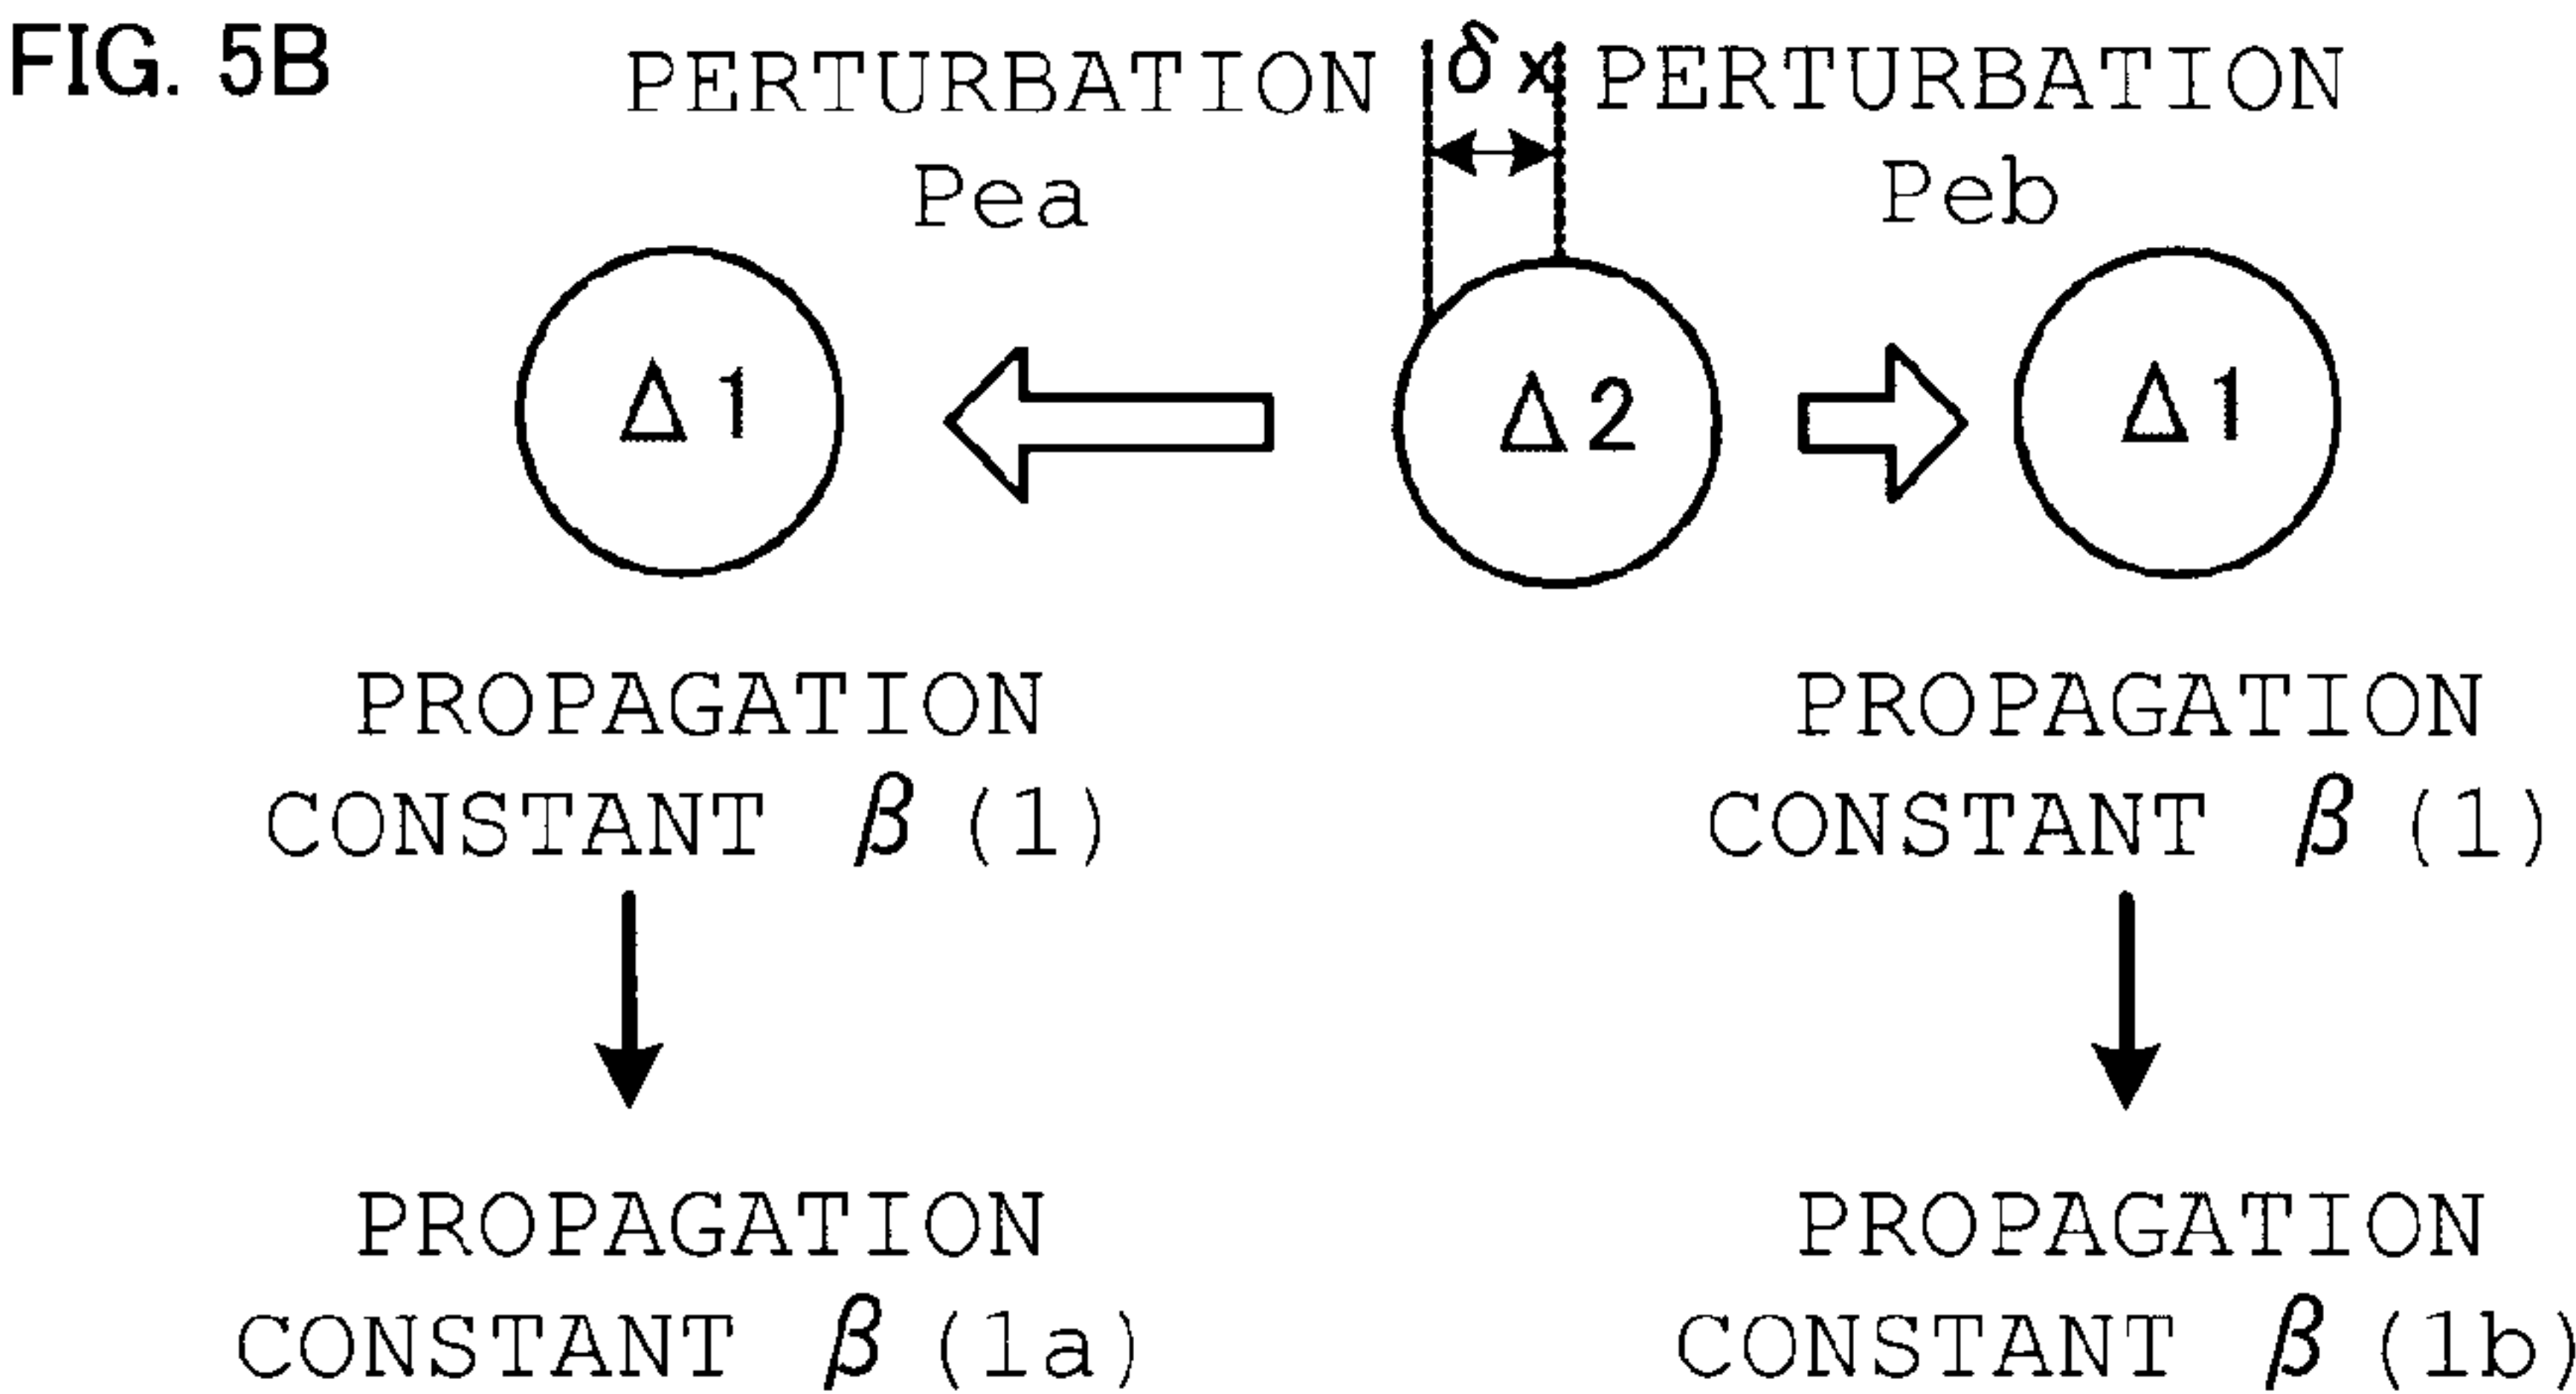 FIG. 5B
PERTURBATION
Pea
δx
PERTURBATION
Peb
Δ1
Δ2
Δ1
PROPAGATION
CONSTANT β (1)
PROPAGATION
CONSTANT β (1)
PROPAGATION
CONSTANT β (1a)
PROPAGATION
CONSTANT β (1b)